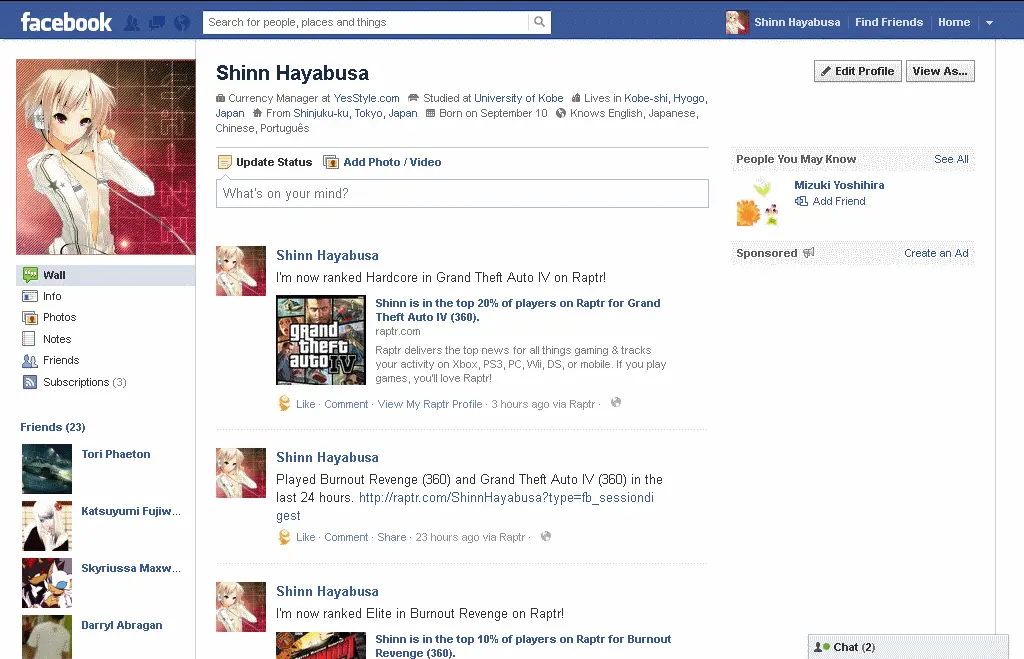 facebook
Search for people, places and things
Shinn Hayabusa
Find Friends
Home
Shinn Hayabusa
Edit Profile
View As...
Currency Manager at YesStyle.com Studied at University of Kobe Lives in Kobe-shi, Hyogo,
Japan From Shinjuku-ku, Tokyo, Japan Born on September 10 Knows English, Japanese,
Chinese, Português
Update Status Add Photo / Video
What's on your mind?
People You May Know See All
Mizuki Yoshihira
Add Friend
Sponsored Create an Ad
Wall
Info
Photos
Notes
Friends
Subscriptions (3)
Friends (23)
Tori Phaeton
Katsuyumi Fujiw...
Skyriussa Maxw...
Darryl Abragan
Shinn Hayabusa
I'm now ranked Hardcore in Grand Theft Auto IV on Raptr!
grand
theft
auto IV
Shinn is in the top 20% of players on Raptr for Grand
Theft Auto IV (360).
raptr.com
Raptr delivers the top news for all things gaming & tracks
your activity on Xbox, PS3, PC, Wii, DS, or mobile. If you play
games, you'll love Raptr!
Like · Comment · View My Raptr Profile · 3 hours ago via Raptr ·
Shinn Hayabusa
Played Burnout Revenge (360) and Grand Theft Auto IV (360) in the
last 24 hours. http://raptr.com/ShinnHayabusa?type=fb_sessiondi
gest
Like · Comment · Share · 23 hours ago via Raptr ·
Shinn Hayabusa
I'm now ranked Elite in Burnout Revenge on Raptr!
Shinn is in the top 10% of players on Raptr for Burnout
Revenge (360).
Chat (2)